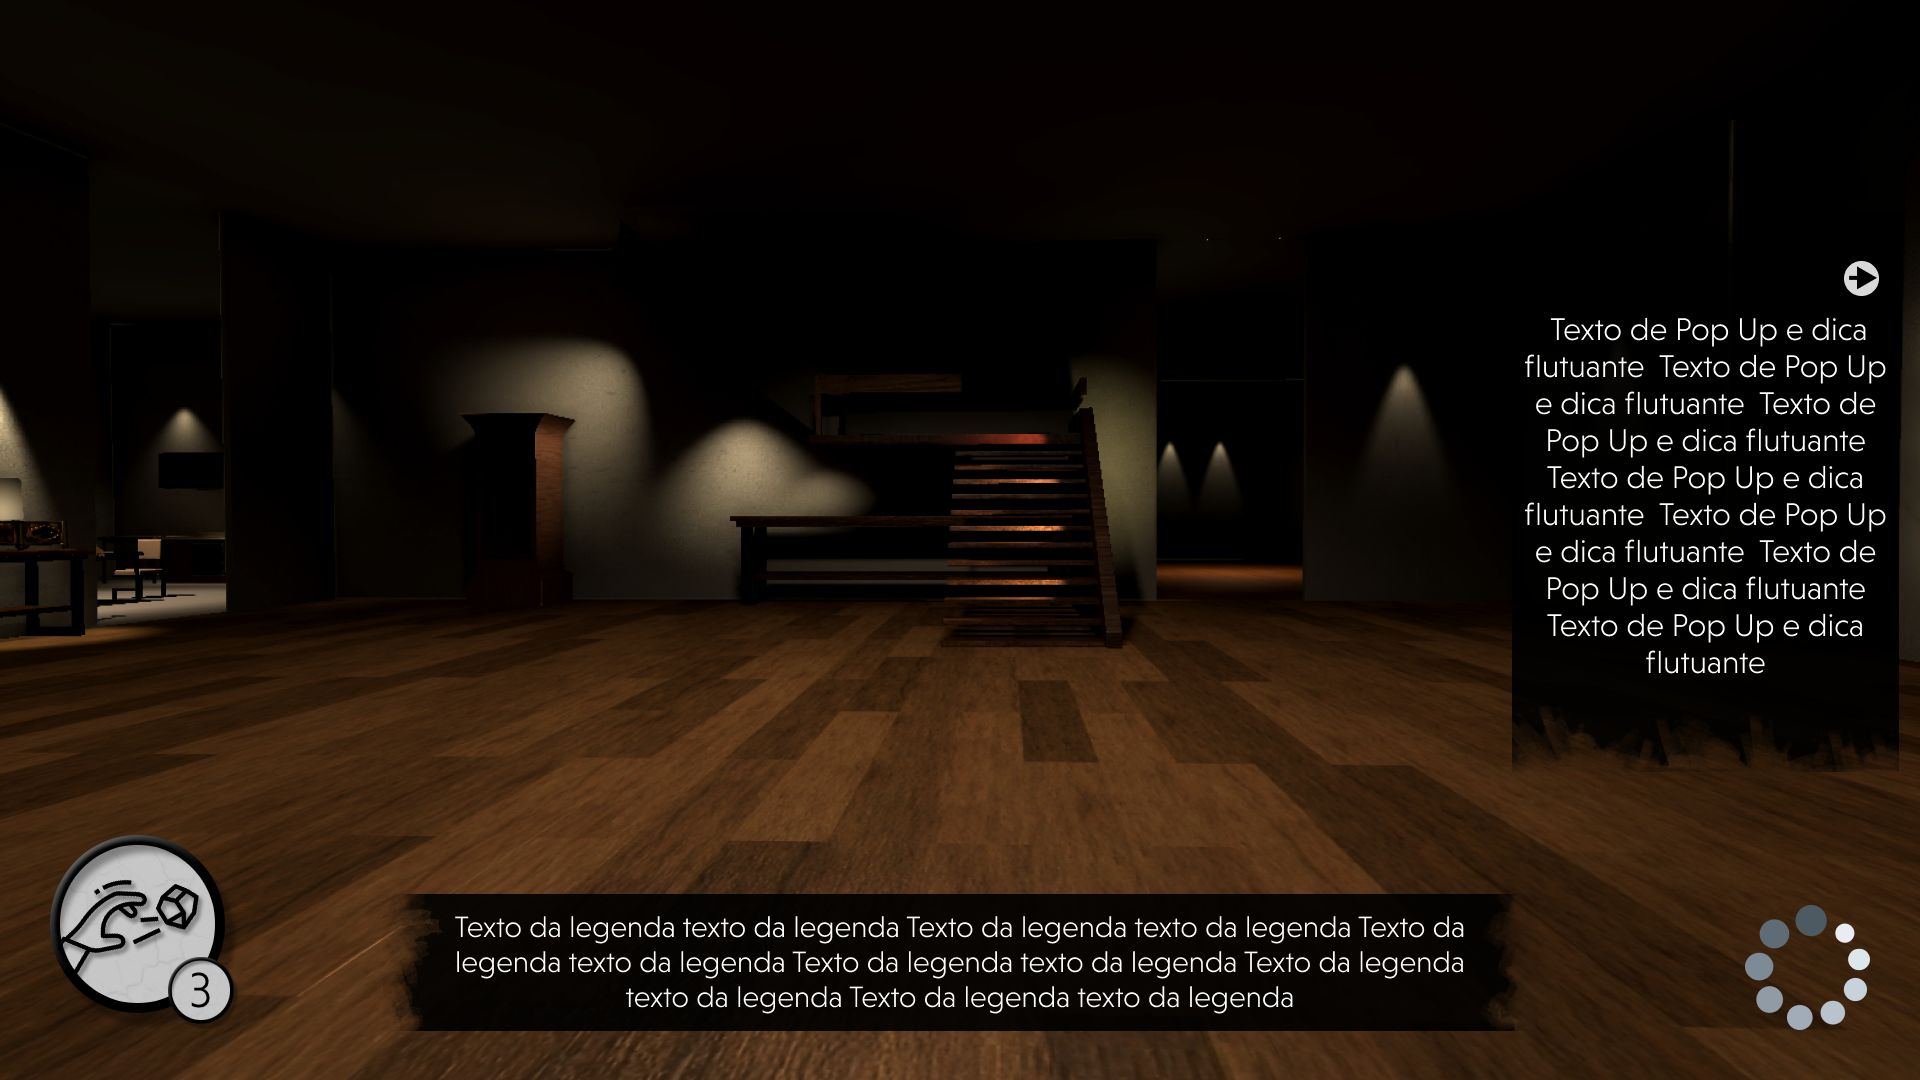 Texto de Pop Up e dica
flutuante Texto de Pop Up
e dica flutuante Texto de
Pop Up e dica flutuante
Texto de Pop Up e dica
flutuante Texto de Pop Up
e dica flutuante Texto de
Pop Up e dica flutuante
Texto de Pop Up e dica
flutuante
Texto da legenda texto da legenda Texto da legenda texto da legenda Texto da
legenda texto da legenda Texto da legenda texto da legenda Texto da legenda
texto da legenda Texto da legenda texto da legenda
3